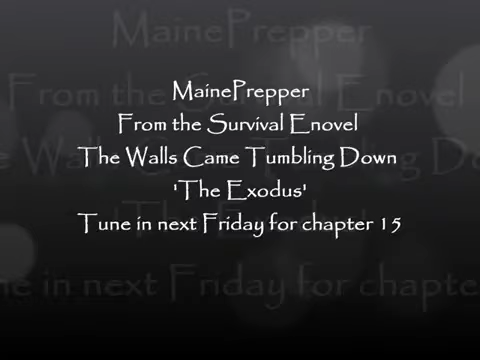 MainePrepper
From the Survival Enovel
The Walls Came Tumbling Down
'The Exodus'
Tune in next Friday for chapter 15